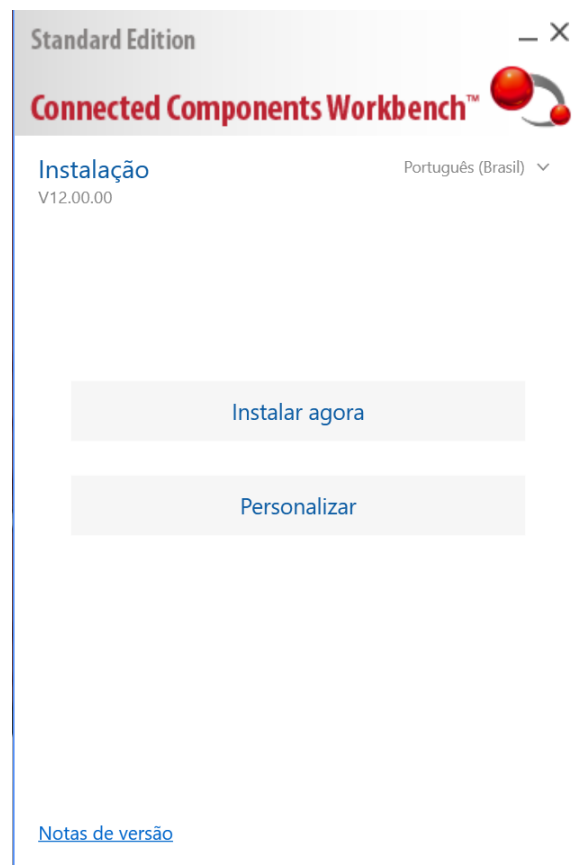 Standard Edition
Connected Components Workbench™
Instalação
Português (Brasil)
V12.00.00
Instalar agora
Personalizar
Notas de versão